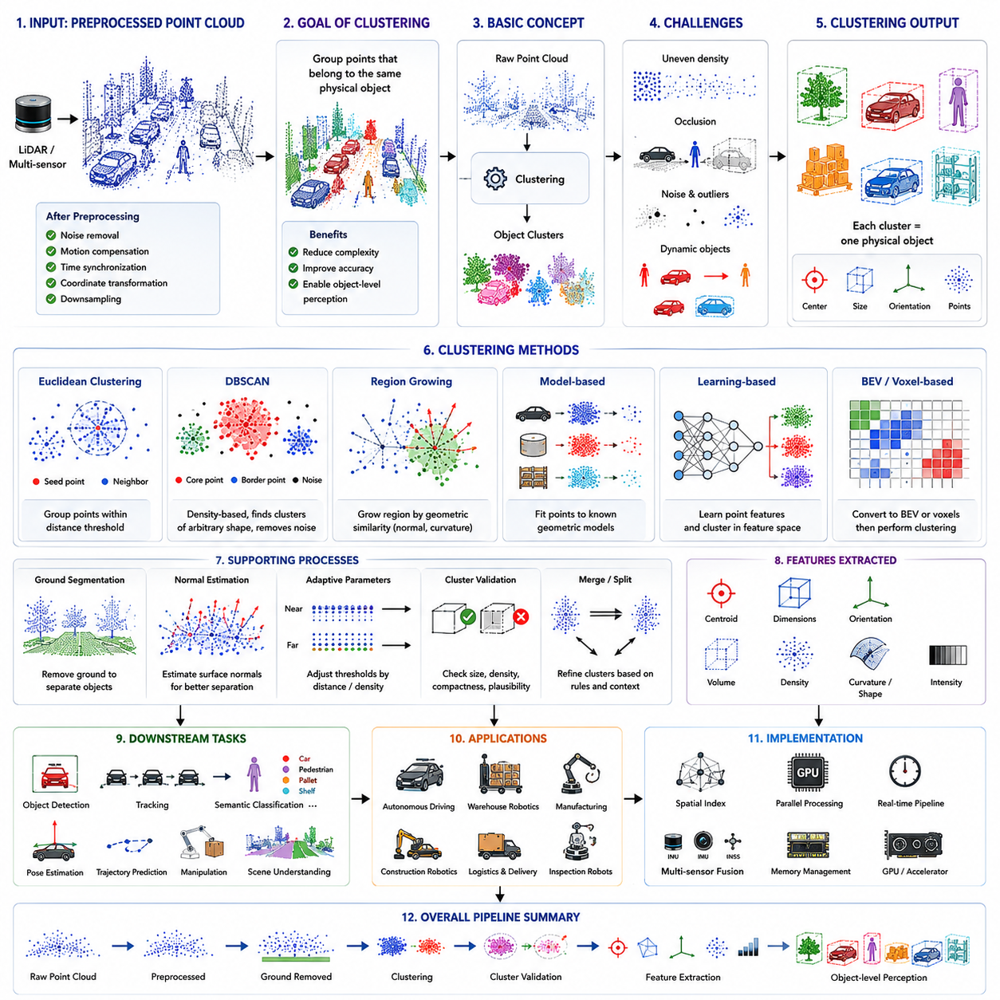 1. INPUT: PREPROCESSED POINT CLOUD
LiDAR /
Multi-sensor
After Preprocessing
Noise removal
Motion compensation
Time synchronization
Coordinate transformation
Downsampling
2. GOAL OF CLUSTERING
Group points that
belong to the same
physical object
Benefits
Reduce complexity
Improve accuracy
Enable object-level
perception
3. BASIC CONCEPT
Raw Point Cloud
Clustering
Object Clusters
4. CHALLENGES
Uneven density
Occlusion
Noise & outliers
Dynamic objects
5. CLUSTERING OUTPUT
Each cluster =
one physical object
Center
Size
Orientation
Points
6. CLUSTERING METHODS
Euclidean Clustering
Seed point
Neighbor
Group points within
distance threshold
DBSCAN
Core point
Border point
Noise
Density-based, finds clusters
of arbitrary shape, removes noise
Region Growing
Grow region by geometric
similarity (normal, curvature)
Model-based
Fit points to known
geometric models
Learning-based
Learn point features
and cluster in feature space
BEV / Voxel-based
Convert to BEV or voxels
then perform clustering
7. SUPPORTING PROCESSES
Ground Segmentation
Remove ground to
separate objects
Normal Estimation
Estimate surface normals
for better separation
Adaptive Parameters
Near
Far
Adjust thresholds by
distance / density
Cluster Validation
Check size, density,
compactness, plausibility
Merge / Split
Refine clusters based on
rules and context
8. FEATURES EXTRACTED
Centroid
Dimensions
Orientation
Volume
Density
Curvature /
Shape
Intensity
9. DOWNSTREAM TASKS
Object Detection
Tracking
Car
Pedestrian
Pallet
Shelf
Semantic Classification ...
Pose Estimation
Trajectory Prediction
Manipulation
Scene Understanding
10. APPLICATIONS
Autonomous Driving
Warehouse Robotics
Manufacturing
Construction Robotics
Logistics & Delivery
Inspection Robots
11. IMPLEMENTATION
Spatial Index
GPU
Parallel Processing
Real-time Pipeline
INU
IMU
INSS
Multi-sensor Fusion
Memory Management
GPU / Accelerator
12. OVERALL PIPELINE SUMMARY
Raw Point Cloud
Preprocessed
Ground Removed
Clustering
Cluster Validation
Feature Extraction
Object-level Perception